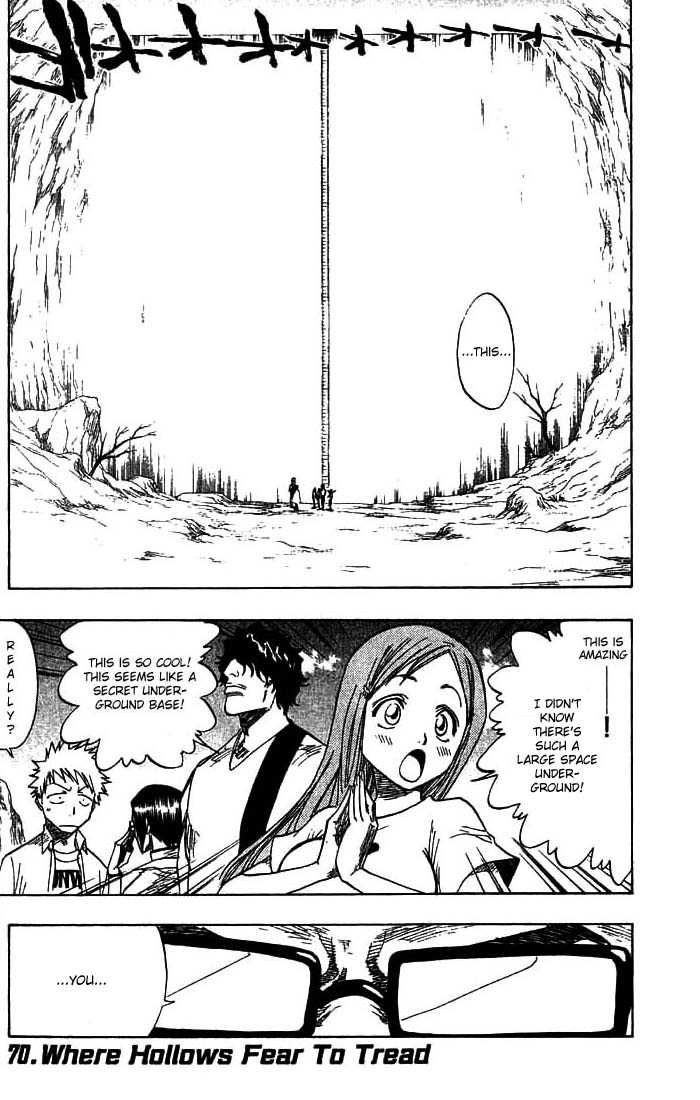 ...THIS...
THIS IS
AMAZING
!
I DIDN'T
KNOW
THERE'S
SUCH A
LARGE SPACE
UNDER-
GROUND!
THIS IS SO COOL!
THIS SEEMS LIKE A
SECRET UNDER-
GROUND BASE!
REALLY?
...YOU...
70. Where Hollows Fear To Tread